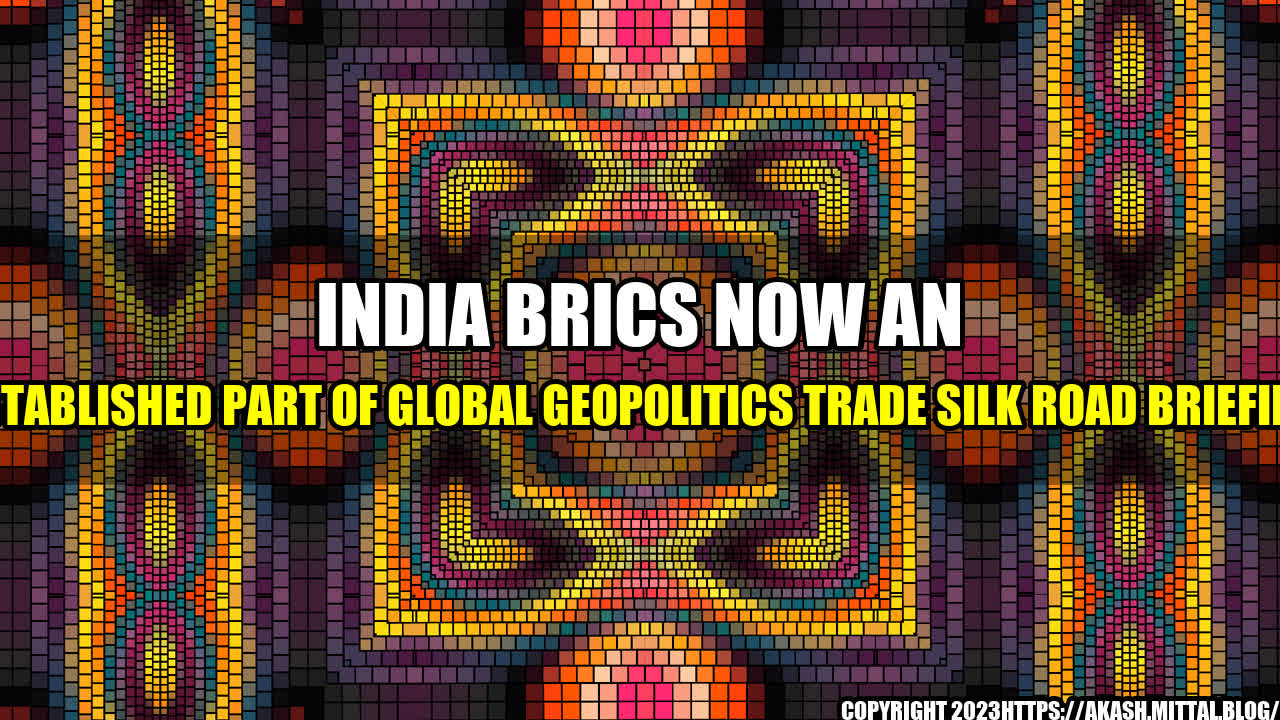 INDIA BRICS NOW AN
TABLISHED PART OF GLOBAL GEOPOLITICS TRADE SILK ROAD BRIEFI
COPYRIGHT 2023HTTPS://AKASH.MITTAL.BLOG/